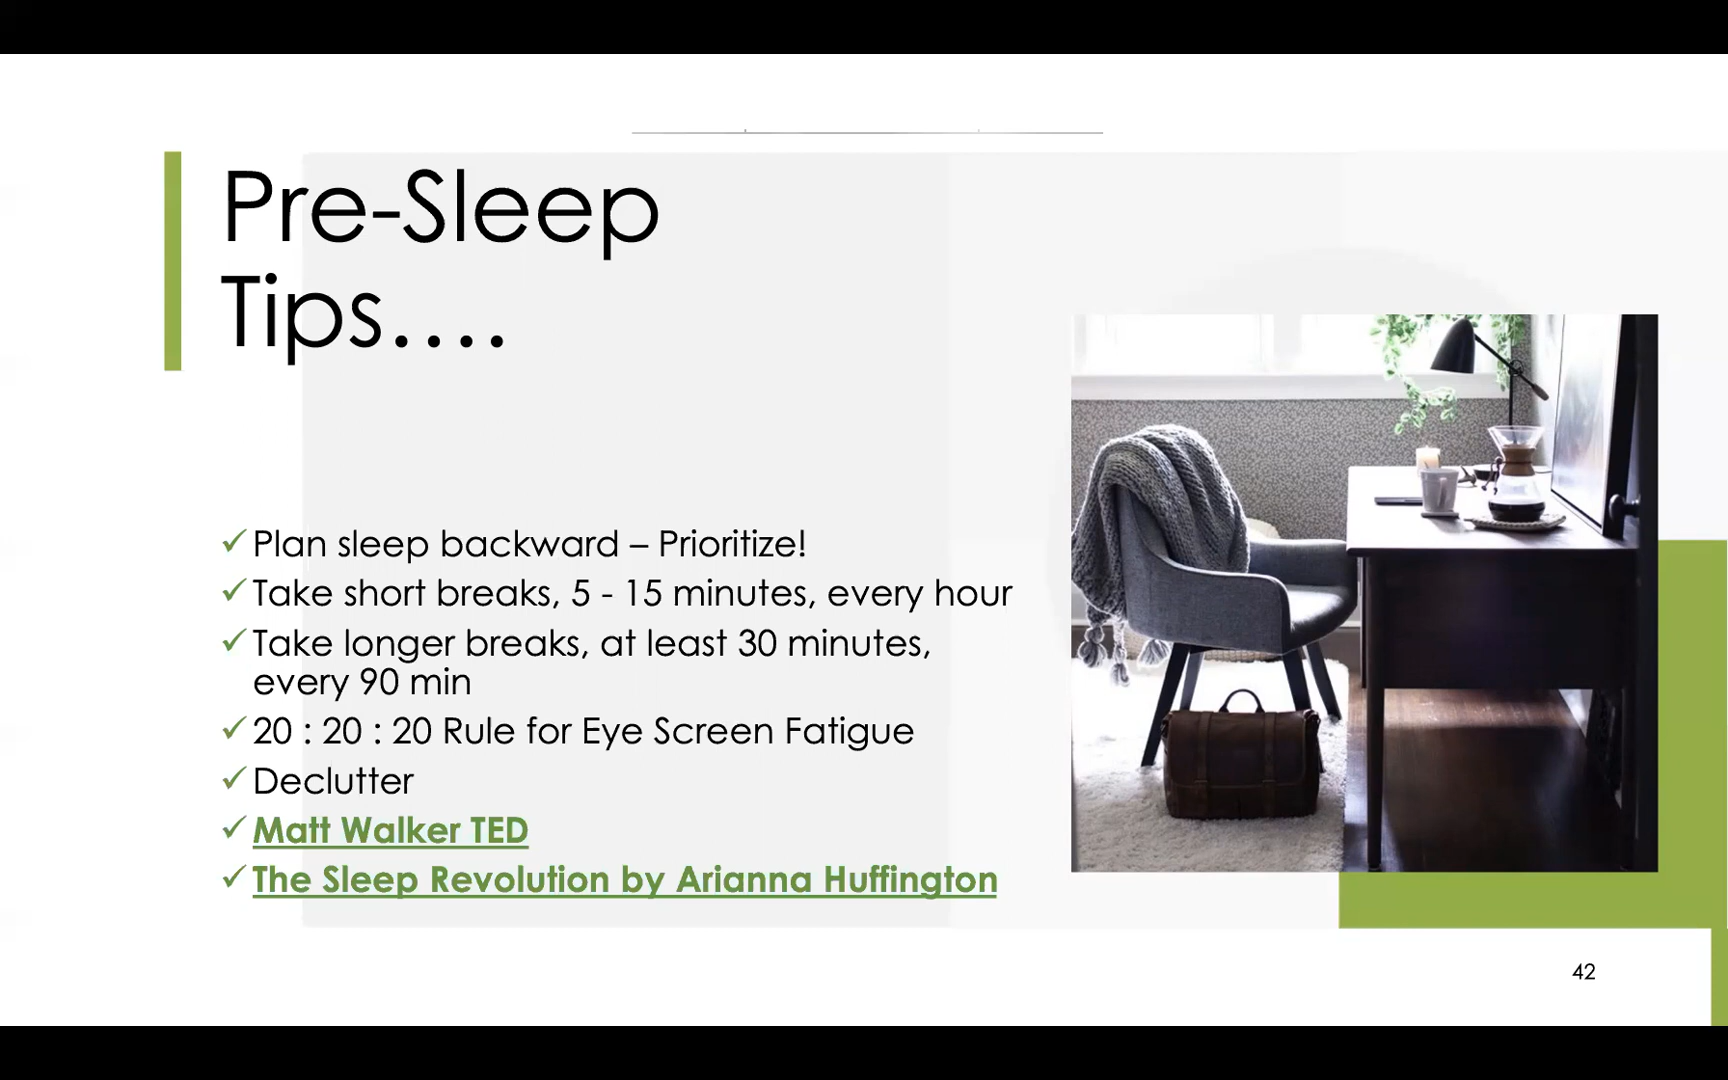 Pre-Sleep
Tips....
✓ Plan sleep backward – Prioritize!
✓ Take short breaks, 5 - 15 minutes, every hour
✓ Take longer breaks, at least 30 minutes,
every 90 min
✓ 20 : 20 : 20 Rule for Eye Screen Fatigue
✓ Declutter
✓ Matt Walker TED
✓ The Sleep Revolution by Arianna Huffington
42